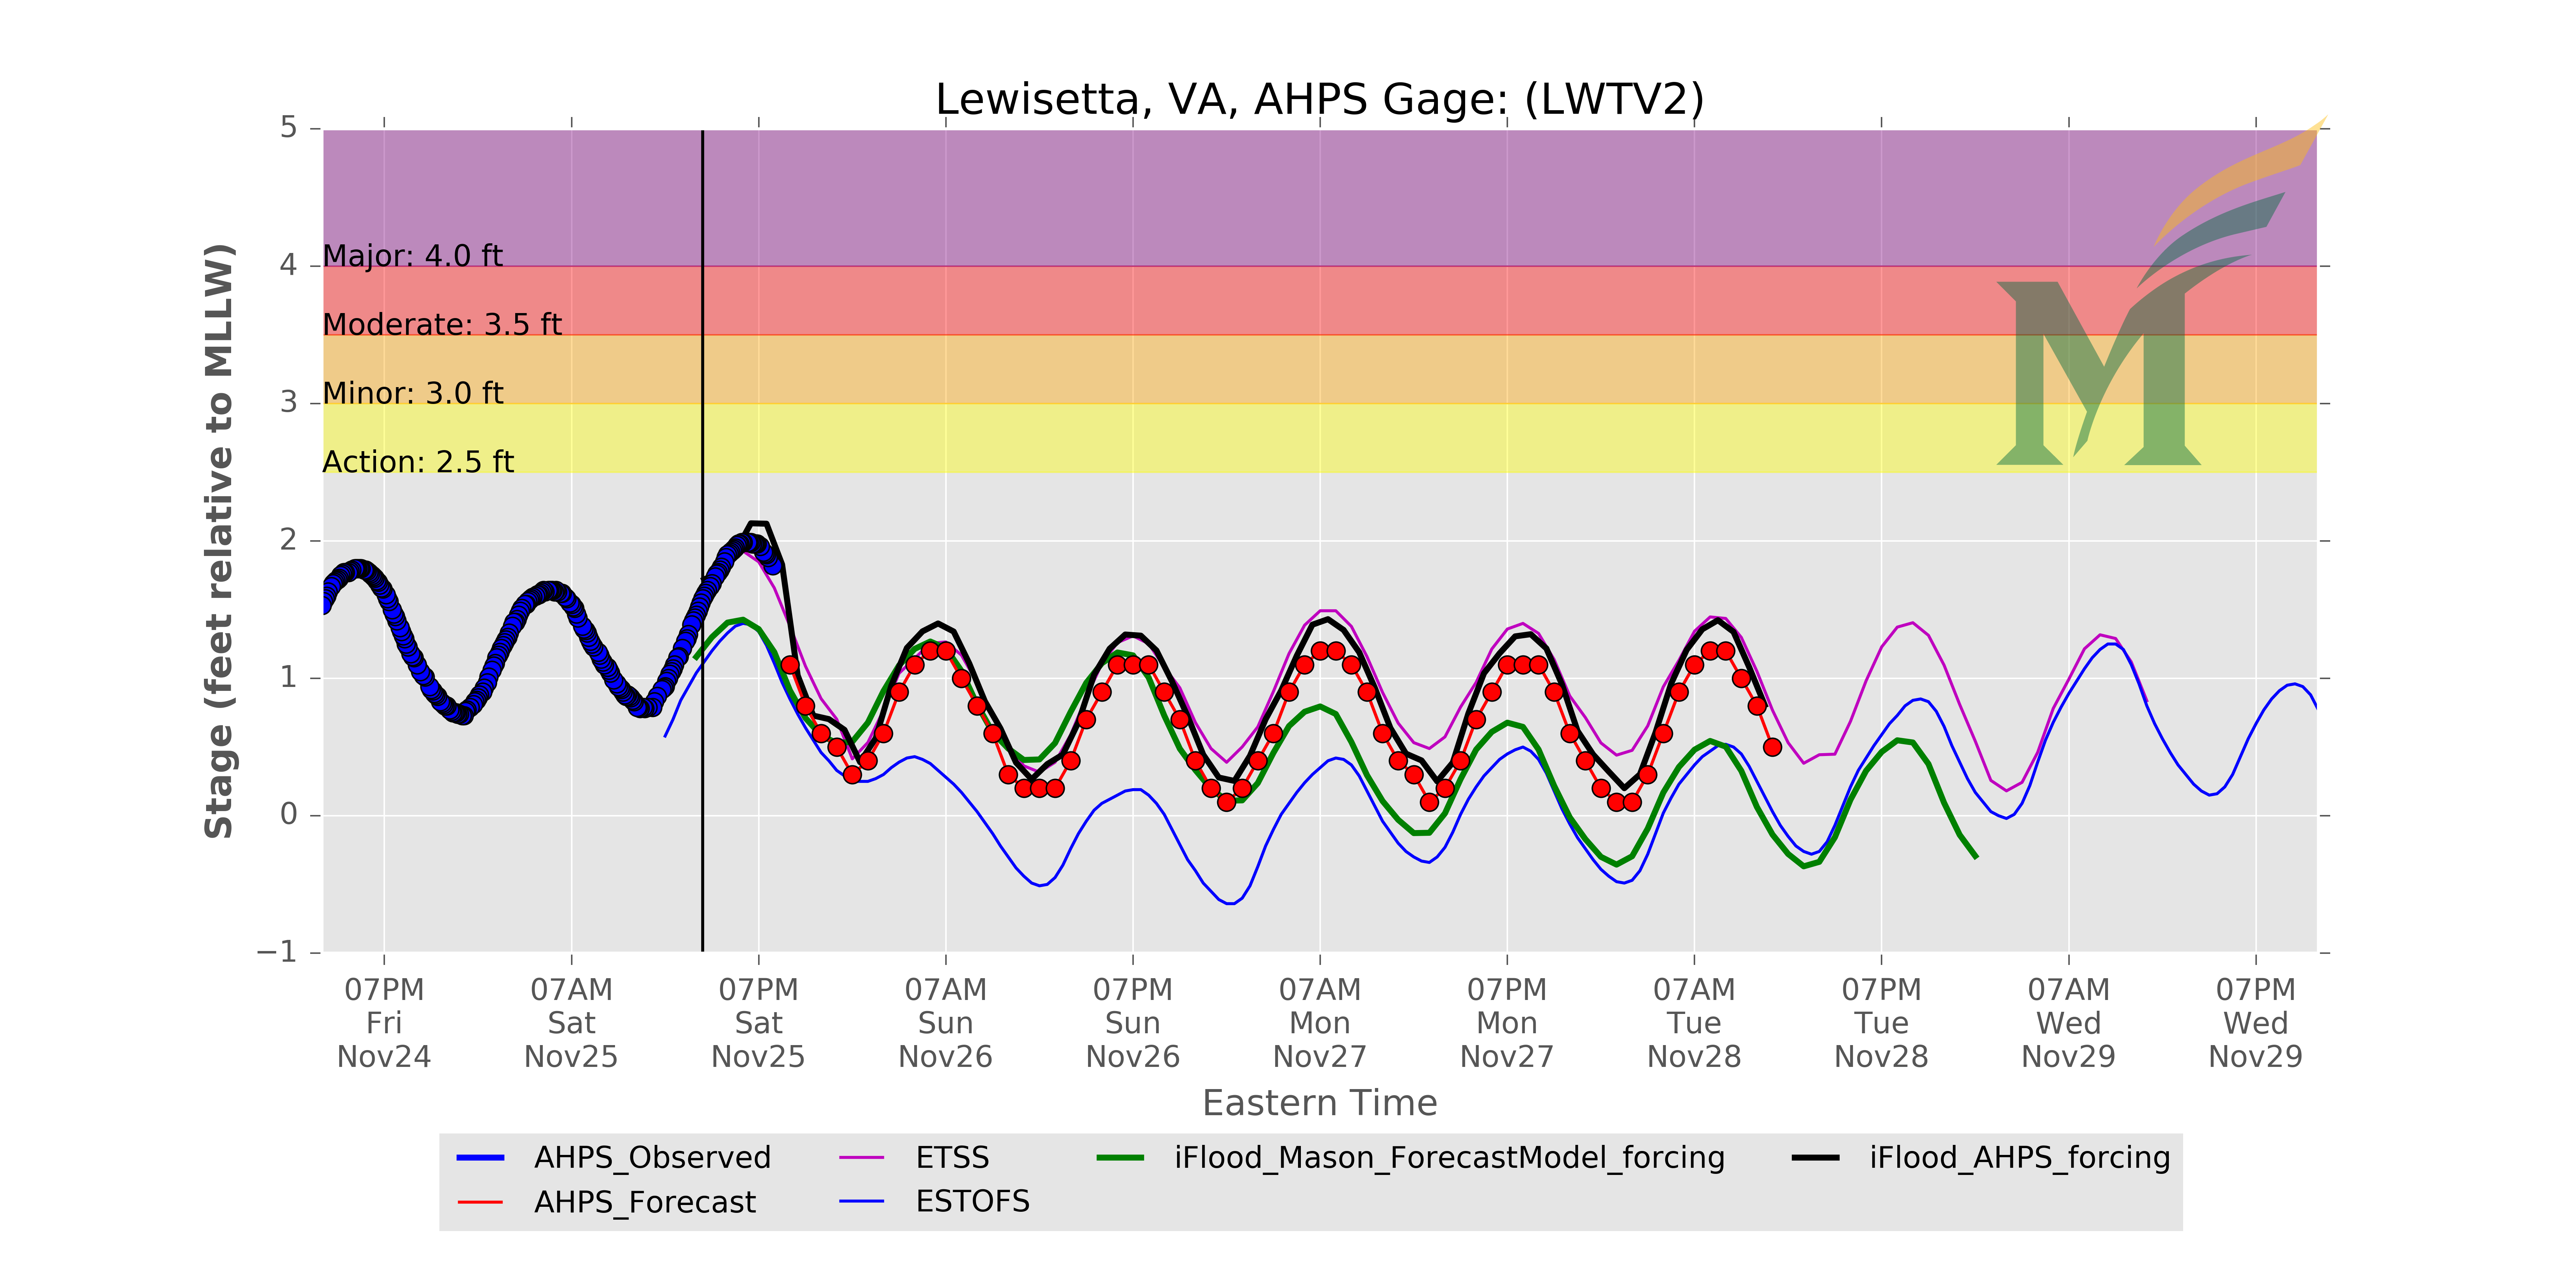 Lewisetta, VA, AHPS Gage: (LWTV2)
Stage (feet relative to MLLW)
5
4
3
2
1
0
−1
Major: 4.0 ft
Moderate: 3.5 ft
Minor: 3.0 ft
Action: 2.5 ft
M
07PM 07AM 07PM 07AM 07PM 07AM 07PM 07AM 07PM 07AM 07PM
Fri Sat Sat Sun Sun Mon Mon Tue Tue Wed Wed
Nov24 Nov25 Nov25 Nov26 Nov26 Nov27 Nov27 Nov28 Nov28 Nov29 Nov29
Eastern Time
AHPS_Observed ETSS iFlood_Mason_ForecastModel_forcing iFlood_AHPS_forcing
AHPS_Forecast ESTOFS